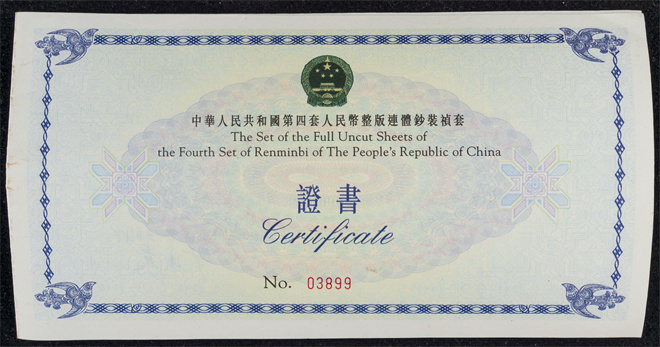 中華人民共和國第四套人民幣整版連體鈔裝禎套
The Set of the Full Uncut Sheets of
the Fourth Set of Renminbi of The People's Republic of China
證書
Certificate
No. 03899